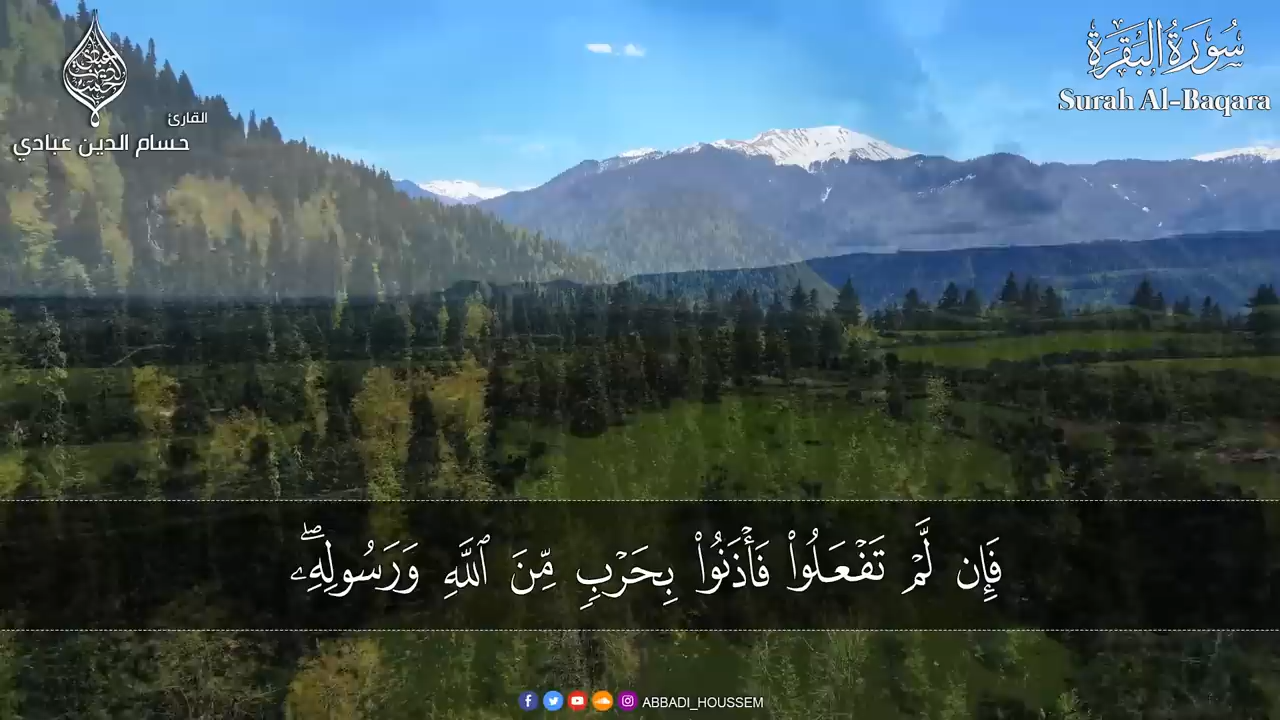 سُورَةُ البَقَرَةِ
Surah Al-Baqara
القارئ
حسام الدين عبادي
فَإِن لَّمۡ تَفۡعَلُواْ فَأۡذَنُواْ بِحَرۡبٖ مِّنَ ٱللَّهِ وَرَسُولِهِۦۖ
ABBADI_HOUSSEM